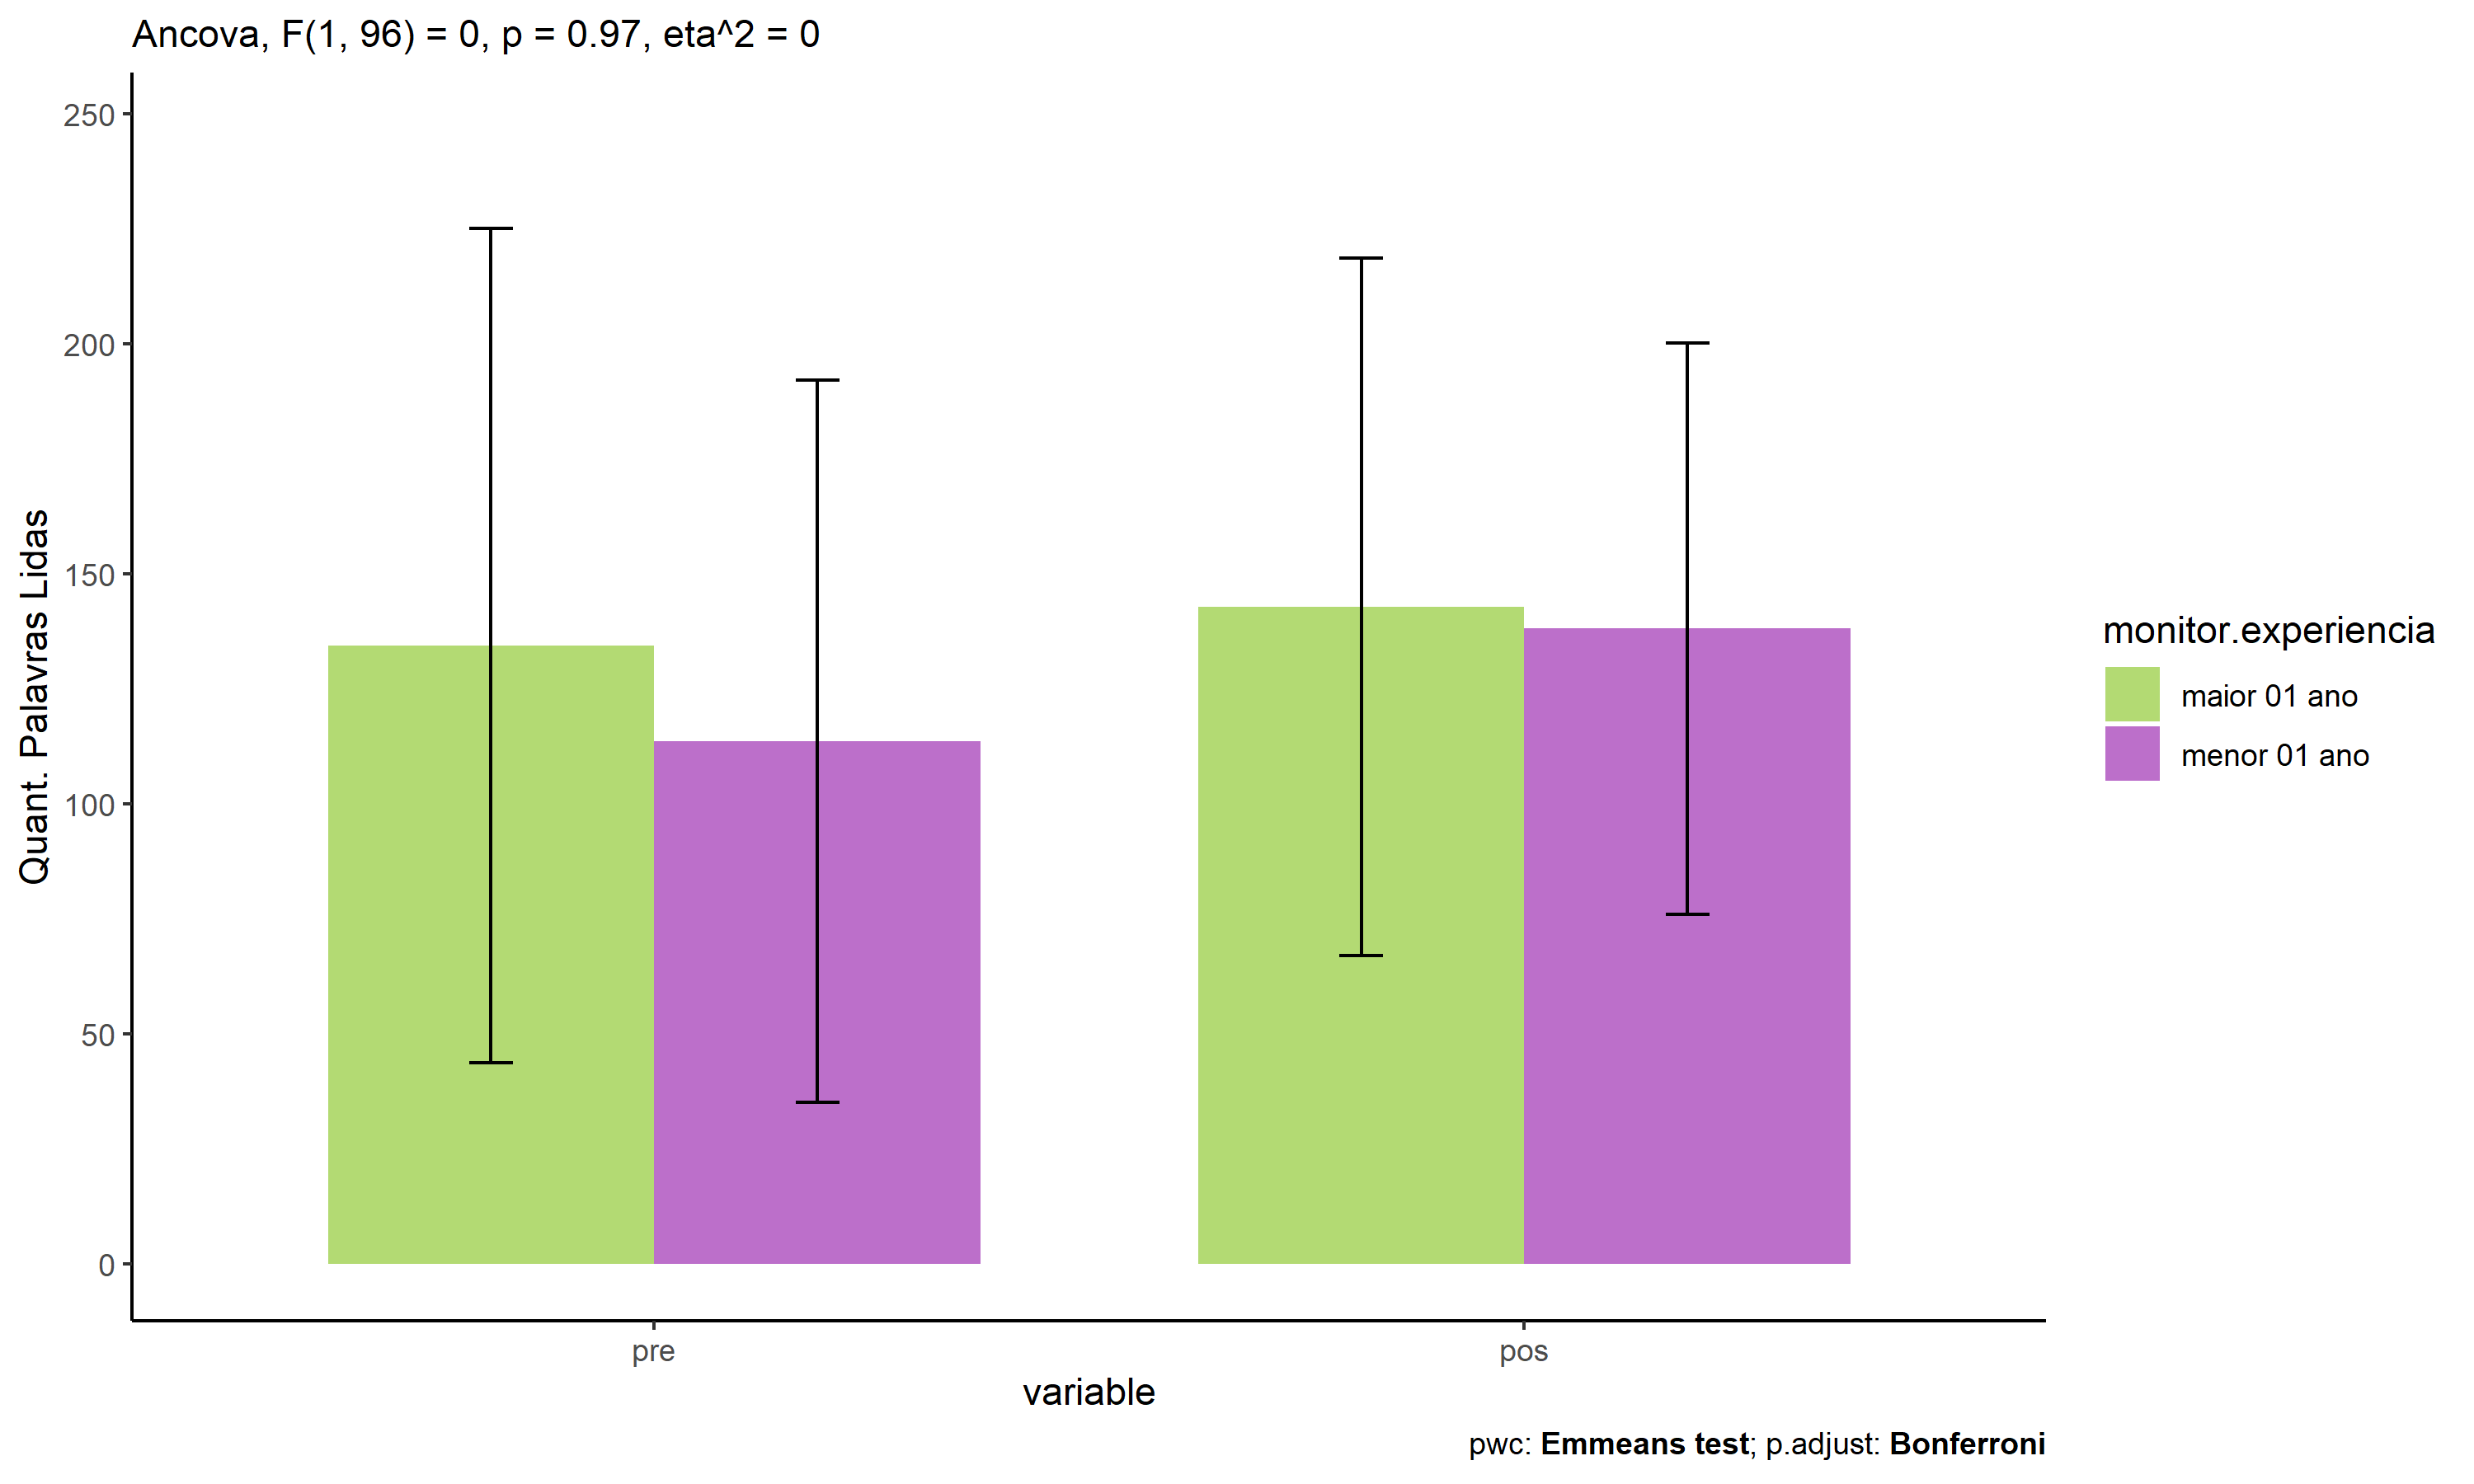 Ancova, F(1, 96) = 0, p = 0.97, eta^2 = 0
250
200
150
100
50
0
Quant. Palavras Lidas
pre
pos
variable
monitor.experiencia
maior 01 ano
menor 01 ano
pwc: Emmeans test; p.adjust: Bonferroni